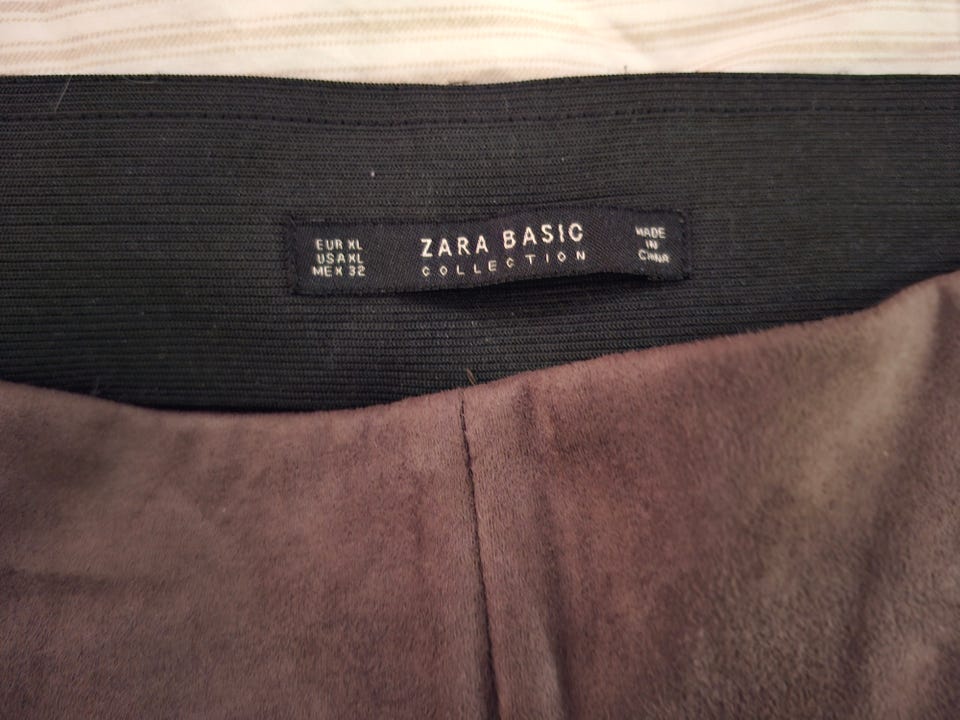 EUR XL
USA XL
MEX 32
ZARA BASIC
COLLECTION
MADE
IN
CHINA